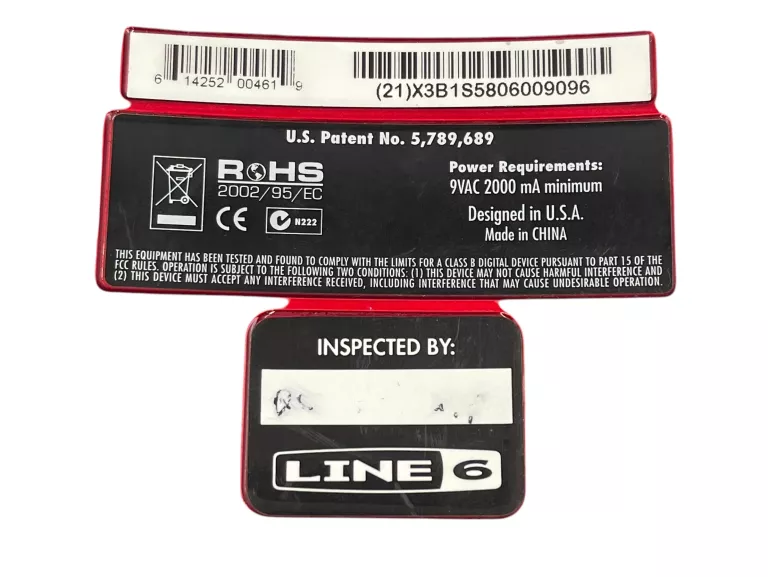 6 14252 00461 9
(21)X3B1S5806009096
U.S. Patent No. 5,789,689
RoHS
2002/95/EC
CE N222
Power Requirements:
9VAC 2000 mA minimum
Designed in U.S.A.
Made in CHINA
THIS EQUIPMENT HAS BEEN TESTED AND FOUND TO COMPLY WITH THE LIMITS FOR A CLASS B DIGITAL DEVICE PURSUANT TO PART 15 OF THE
FCC RULES. OPERATION IS SUBJECT TO THE FOLLOWING TWO CONDITIONS: (1) THIS DEVICE MAY NOT CAUSE HARMFUL INTERFERENCE AND
(2) THIS DEVICE MUST ACCEPT ANY INTERFERENCE RECEIVED, INCLUDING INTERFERENCE THAT MAY CAUSE UNDESIRABLE OPERATION.
INSPECTED BY:
LINE 6